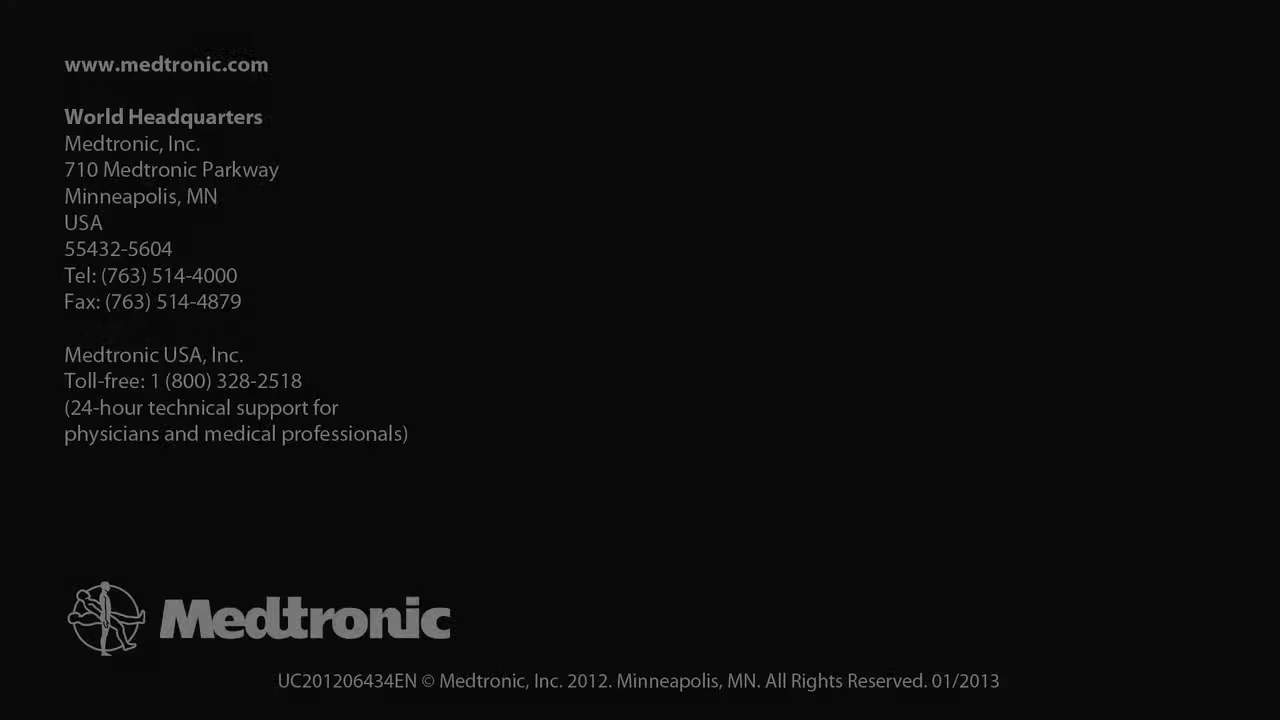 www.medtronic.com
World Headquarters
Medtronic, Inc.
710 Medtronic Parkway
Minneapolis, MN
USA
55432-5604
Tel: (763) 514-4000
Fax: (763) 514-4879
Medtronic USA, Inc.
Toll-free: 1 (800) 328-2518
(24-hour technical support for
physicians and medical professionals)
Medtronic
UC201206434EN © Medtronic, Inc. 2012. Minneapolis, MN. All Rights Reserved. 01/2013